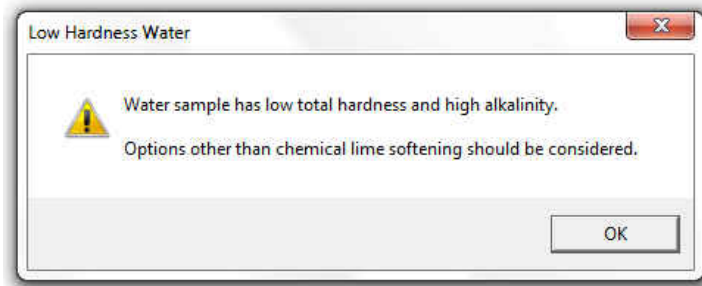 Low Hardness Water
Water sample has low total hardness and high alkalinity.
Options other than chemical lime softening should be considered.
OK